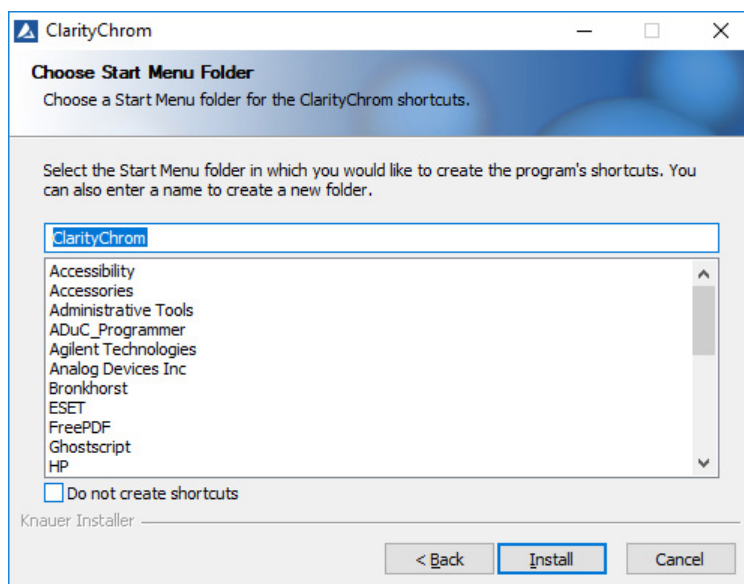 ClarityChrom
Choose Start Menu Folder
Choose a Start Menu folder for the ClarityChrom shortcuts.
Select the Start Menu folder in which you would like to create the program's shortcuts. You
can also enter a name to create a new folder.
ClarityChrom
Accessibility
Accessories
Administrative Tools
ADuC_Programmer
Agilent Technologies
Analog Devices Inc
Bronkhorst
ESET
FreePDF
Ghostscript
HP
Do not create shortcuts
Knauer Installer
< Back Install Cancel